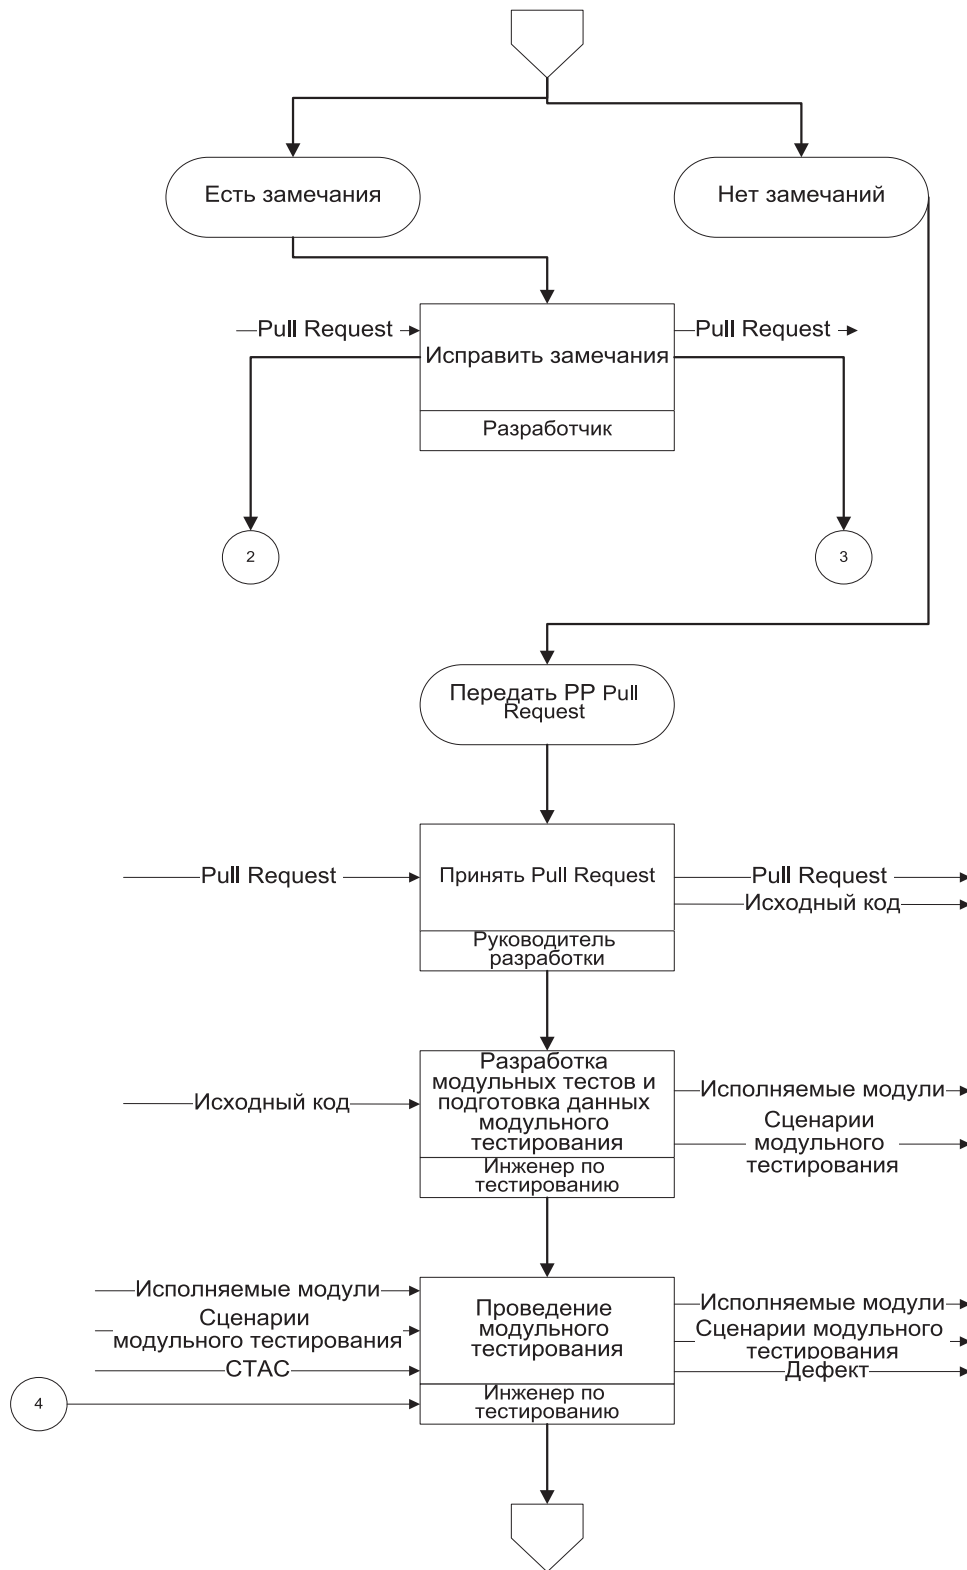 Есть замечания
Нет замечаний
Pull Request
Исправить замечания
Pull Request
Разработчик
2
3
Передать РР Pull
Request
Pull Request
Принять Pull Request
Pull Request
Исходный код
Руководитель
разработки
Исходный код
Разработка
модульных тестов и
подготовка данных
модульного
тестирования
Исполняемые модули
Сценарии
модульного
тестирования
Инженер по
тестированию
Исполняемые модули
Сценарии
модульного тестирования
СТАС
4
Проведение
модульного
тестирования
Исполняемые модули
Сценарии модульного
тестирования
Дефект
Инженер по
тестированию